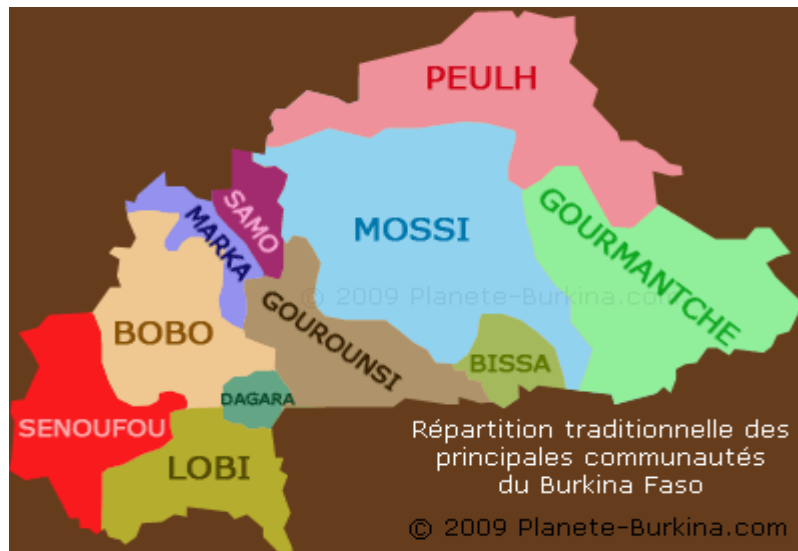 PEULH
MOSSI
GOURMANTCHE
SAMO
MARKA
© 2009 Planete-Burkina.com
GOUROUNSI
BOBO
BISSA
DAGARA
SENOUFOU
LOBI
Répartition traditionnelle des
principales communautés
du Burkina Faso
© 2009 Planete-Burkina.com